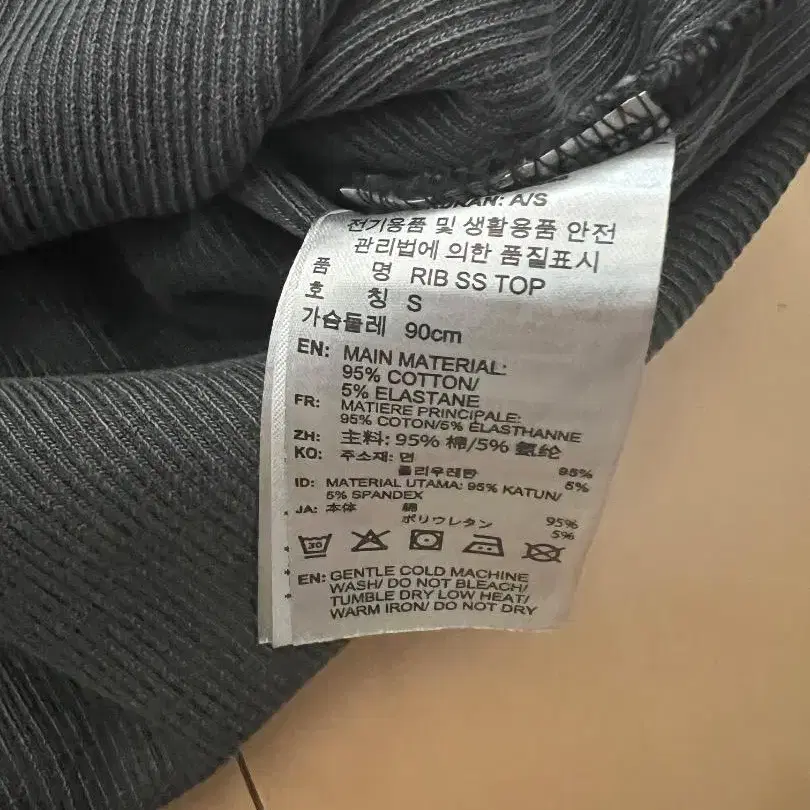 A/S
전기용품 및 생활용품 안전
관리법에 의한 품질표시
품 명 RIB SS TOP
호 칭 S
가슴둘레 90cm
EN: MAIN MATERIAL:
95% COTTON/
5% ELASTANE
FR: MATIERE PRINCIPALE:
95% COTON/5% ELASTHANNE
ZH: 主料: 95% 棉/5% 氨纶
KO: 주소재: 면 95%
폴리우레탄 5%
ID: MATERIAL UTAMA: 95% KATUN/
5% SPANDEX
JA: 本体 綿 95%
ポリウレタン 5%
30
EN: GENTLE COLD MACHINE
WASH/ DO NOT BLEACH/
TUMBLE DRY LOW HEAT/
WARM IRON/ DO NOT DRY